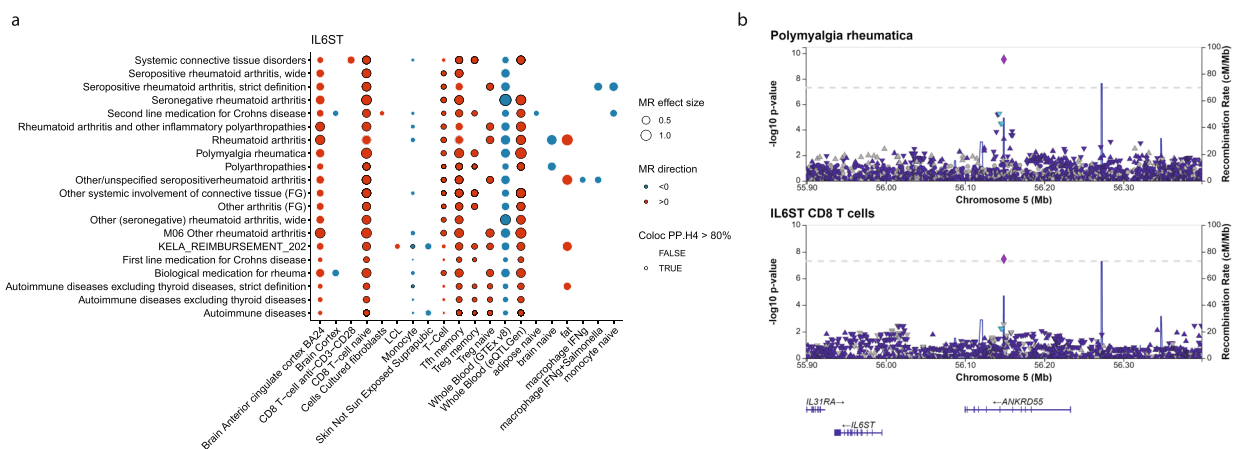 a
IL6ST
Systemic connective tissue disorders
Seropositive rheumatoid arthritis, wide
Seropositive rheumatoid arthritis, strict definition
Seronegative rheumatoid arthritis
Second line medication for Crohns disease
Rheumatoid arthritis and other inflammatory polyarthropathies
Rheumatoid arthritis
Polymyalgia rheumatica
Polyarthropathies
Other/unspecified seropositiverheumatoid arthritis
Other systemic involvement of connective tissue (FG)
Other arthritis (FG)
Other (seronegative) rheumatoid arthritis, wide
M06 Other rheumatoid arthritis
KELA_REIMBURSEMENT_202
First line medication for Crohn disease
Biological medication for rheuma
Autoimmune diseases excluding thyroid diseases, strict definition
Autoimmune diseases excluding thyroid diseases
Autoimmune diseases
Brain Anterior cingulate cortex BA24
Brain Cortex
CD8 T−cell anti−CD3−CD28
CD8 T−cell naive
Cells Cultured fibroblasts
LCL
Monocyte
Skin Not Sun Exposed Suprapubic
T−Cell
Tfh memory
Treg memory
Treg naive
Whole Blood (GTEx v8)
Whole Blood (eQTLGen)
adipose naive
brain naive
fat
macrophage IFNg
macrophage IFNg+Salmonella
monocyte naive
MR effect size
0.5
1.0
MR direction
<0
>0
Coloc PP.H4 > 80%
FALSE
TRUE
b
Polymyalgia rheumatica
10
8
6
4
2
0
-log10 p-value
100
80
60
40
20
0
Recombination Rate (cM/Mb)
55.90 56.00 56.10 56.20 56.30
Chromosome 5 (Mb)
IL6ST CD8 T cells
10
8
6
4
2
0
-log10 p-value
100
80
60
40
20
0
Recombination Rate (cM/Mb)
55.90 56.00 56.10 56.20 56.30
Chromosome 5 (Mb)
IL31RA→
←ANKRD55
←IL6ST